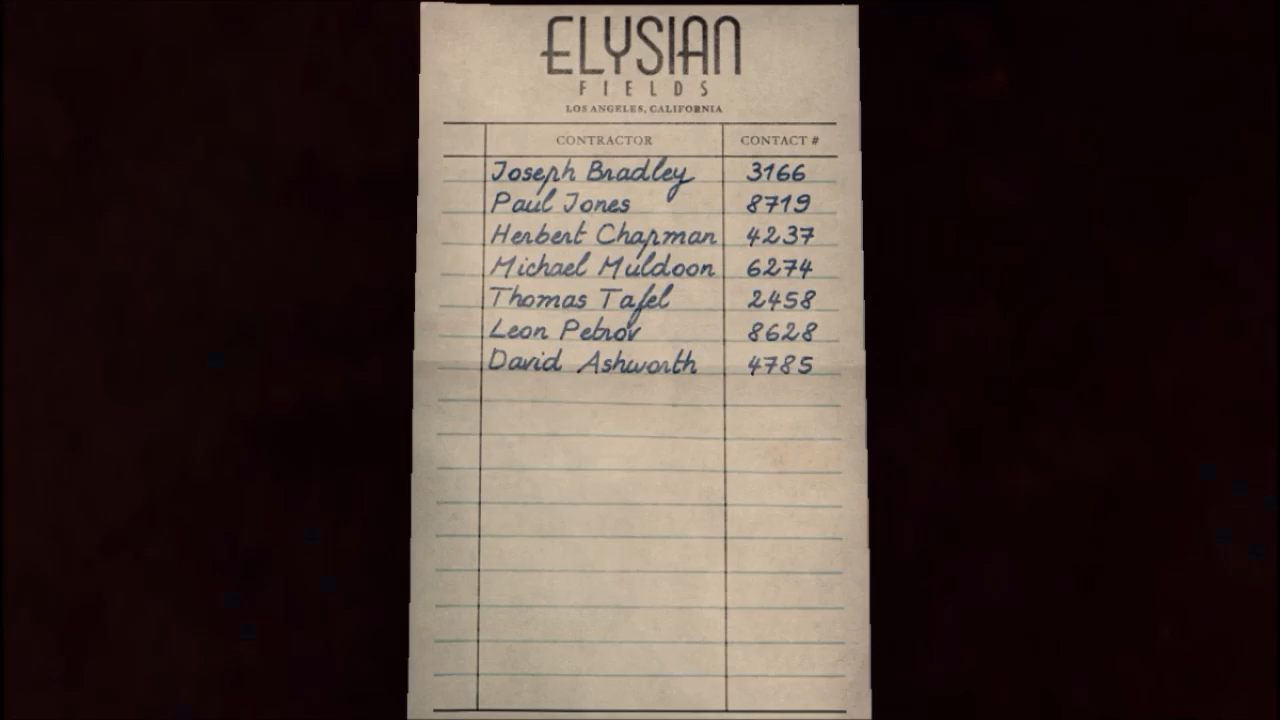 ELYSIAN
FIELDS
LOS ANGELES, CALIFORNIA
CONTRACTOR CONTACT #
Joseph Bradley 3166
Paul Jones 8719
Herbert Chapman 4237
Michael Muldoon 6274
Thomas Tafel 2458
Leon Petrov 8628
David Ashworth 4785